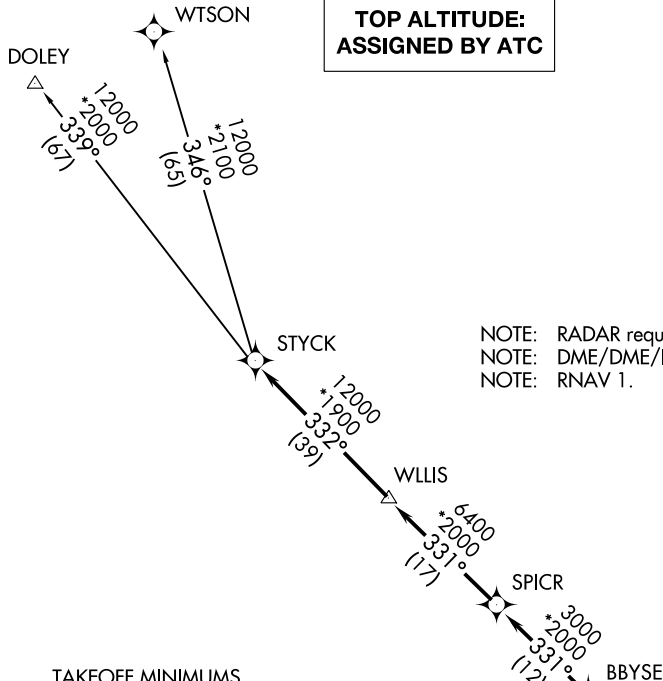 WTSON
TOP ALTITUDE:
ASSIGNED BY ATC
DOLEY
12000
*2000
339°
(67)
12000
*2100
346°
(65)
STYCK
NOTE: RADAR requ
NOTE: DME/DME/
NOTE: RNAV 1.
12000
*1900
332°
(39)
WLLIS
6400
*2000
331°
(17)
SPICR
3000
*2000
331°
(12)
BBYSE
TAKEOFF MINIMUMS